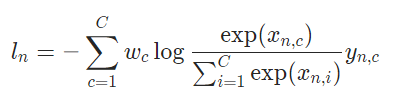 $l_n = -\sum_{c=1}^{C} w_c \log \frac{\exp(x_{n,c})}{\sum_{i=1}^{C} \exp(x_{n,i})} y_{n,c}$